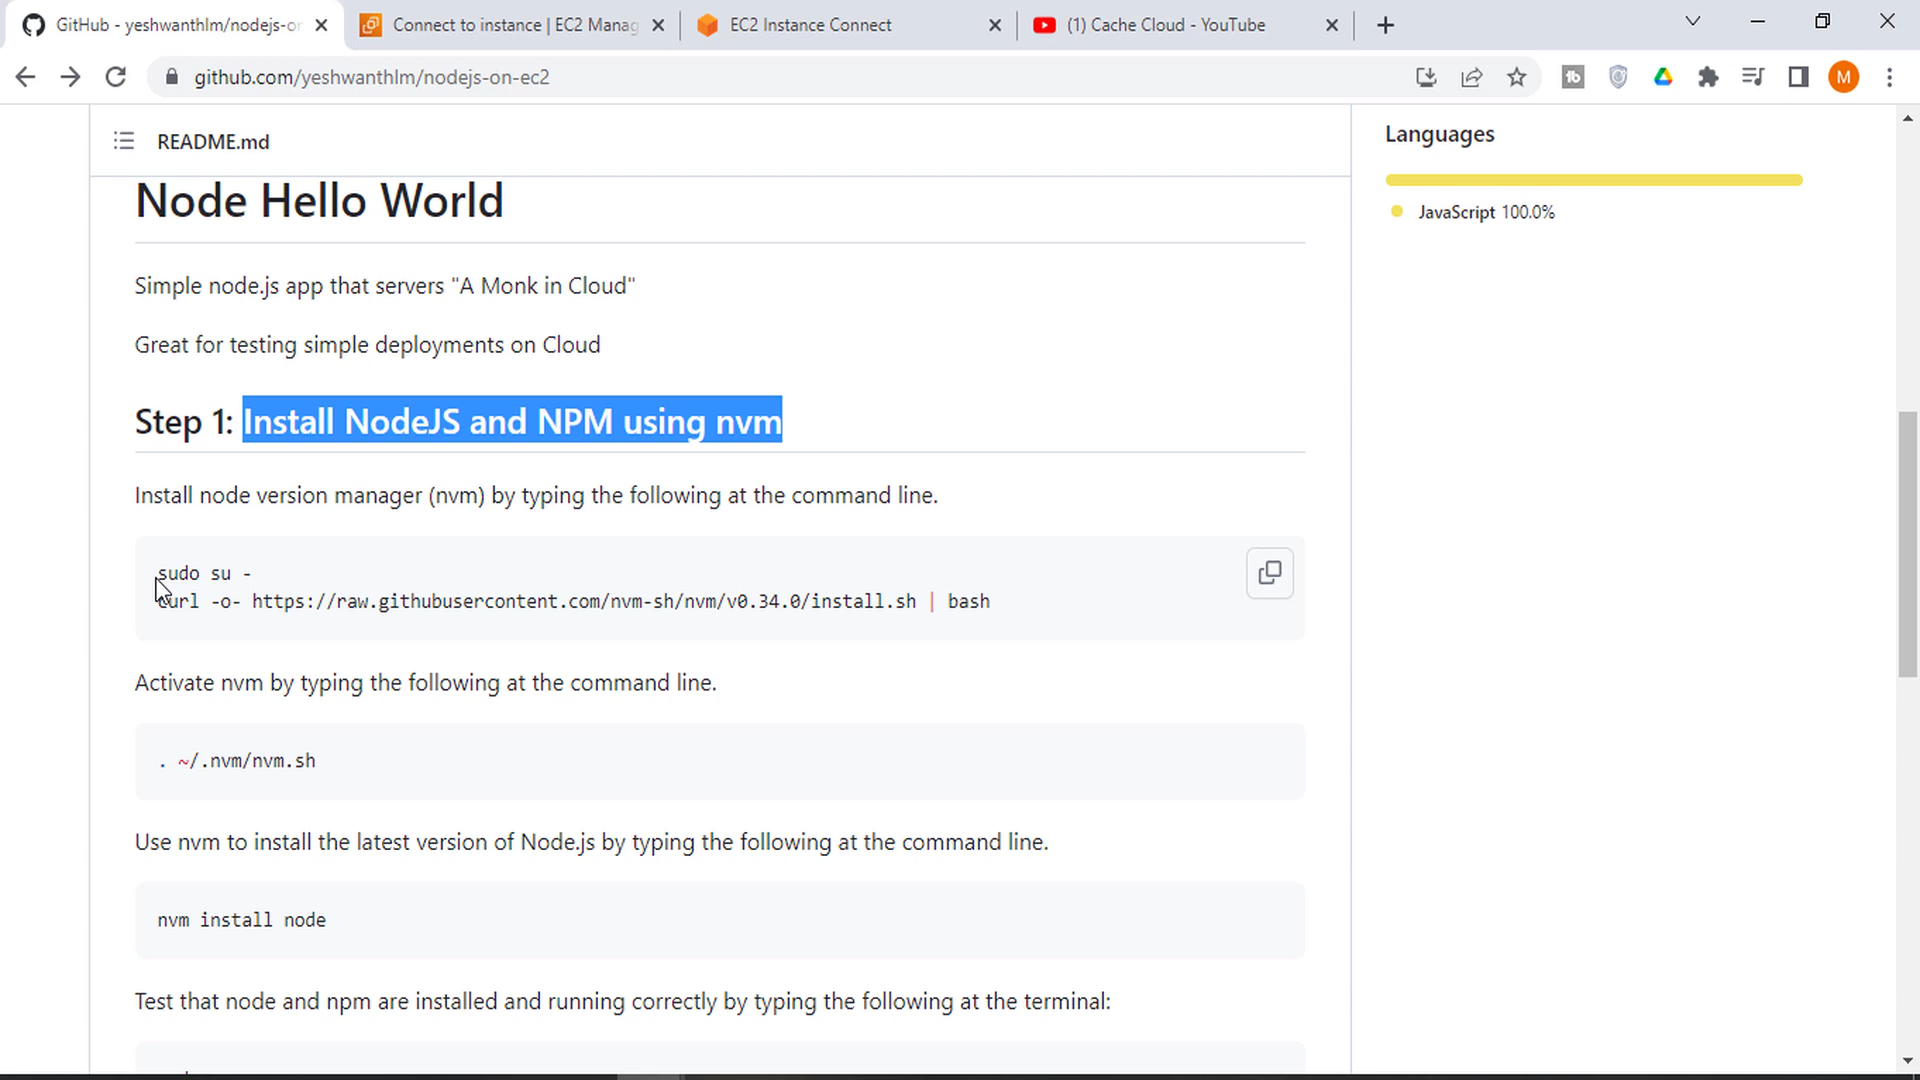 GitHub - yeshwanthlm/nodejs-o
Connect to instance | EC2 Manag
EC2 Instance Connect
(1) Cache Cloud - YouTube
github.com/yeshwanthlm/nodejs-on-ec2
M
README.md
Languages
JavaScript 100.0%
Node Hello World
Simple node.js app that servers "A Monk in Cloud"
Great for testing simple deployments on Cloud
Step 1: Install NodeJS and NPM using nvm
Install node version manager (nvm) by typing the following at the command line.
sudo su -
curl -o- https://raw.githubusercontent.com/nvm-sh/nvm/v0.34.0/install.sh | bash
Activate nvm by typing the following at the command line.
. ~/.nvm/nvm.sh
Use nvm to install the latest version of Node.js by typing the following at the command line.
nvm install node
Test that node and npm are installed and running correctly by typing the following at the terminal: